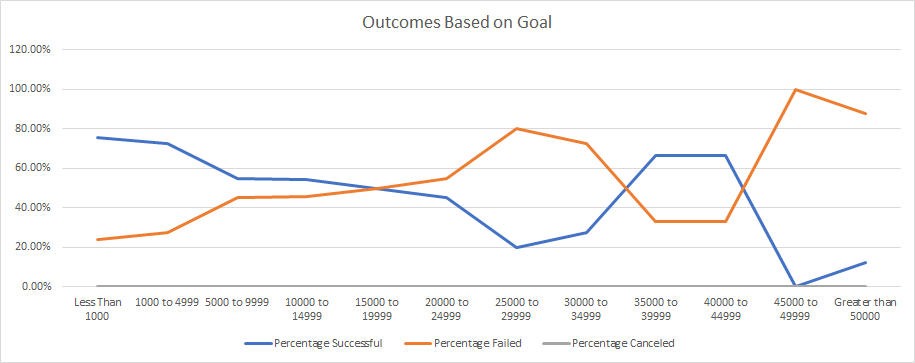 Outcomes Based on Goal
120.00%
100.00%
80.00%
60.00%
40.00%
20.00%
0.00%
Less Than
1000
1000 to 4999
5000 to 9999
10000 to
14999
15000 to
19999
20000 to
24999
25000 to
29999
30000 to
34999
35000 to
39999
40000 to
44999
45000 to
49999
Greater than
50000
Percentage Successful
Percentage Failed
Percentage Canceled